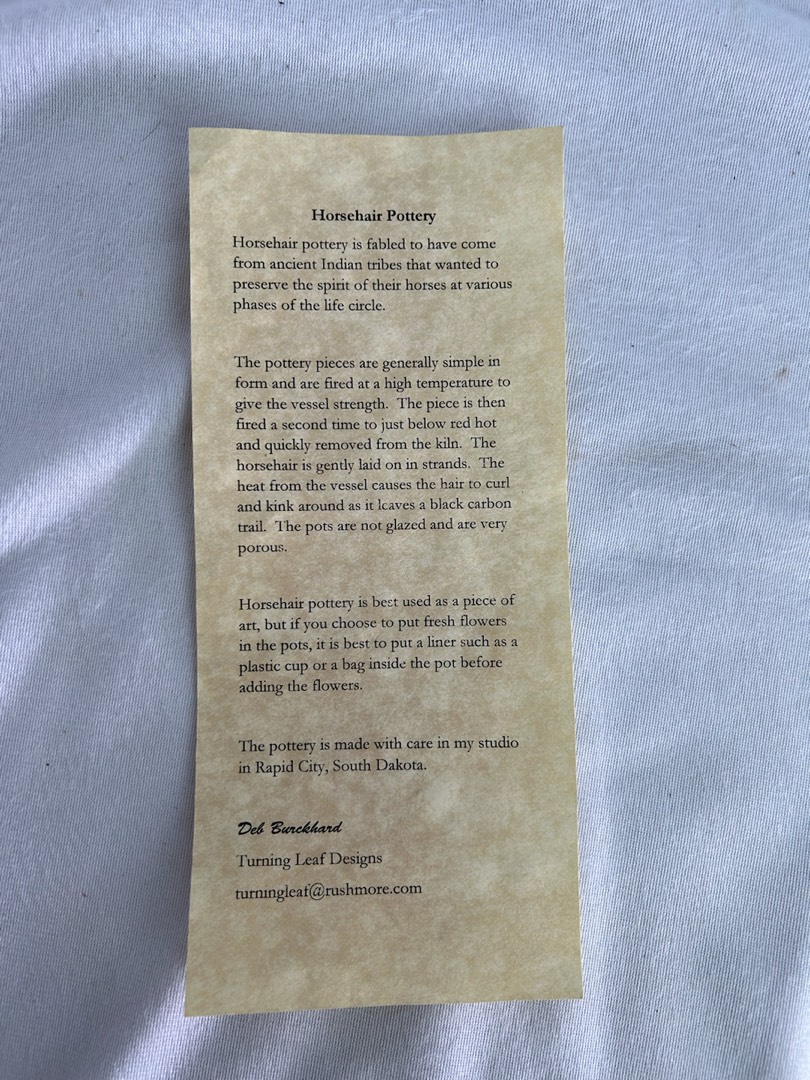 Horsehair Pottery
Horsehair pottery is fabled to have come
from ancient Indian tribes that wanted to
preserve the spirit of their horses at various
phases of the life circle.
The pottery pieces are generally simple in
form and are fired at a high temperature to
give the vessel strength.  The piece is then
fired a second time to just below red hot
and quickly removed from the kiln.  The
horsehair is gently laid on in strands.  The
heat from the vessel causes the hair to curl
and kink around as it leaves a black carbon
trail.  The pots are not glazed and are very
porous.
Horsehair pottery is best used as a piece of
art, but if you choose to put fresh flowers
in the pots, it is best to put a liner such as a
plastic cup or a bag inside the pot before
adding the flowers.
The pottery is made with care in my studio
in Rapid City, South Dakota.
Deb Burckhard
Turning Leaf Designs
turningleaf@rushmore.com